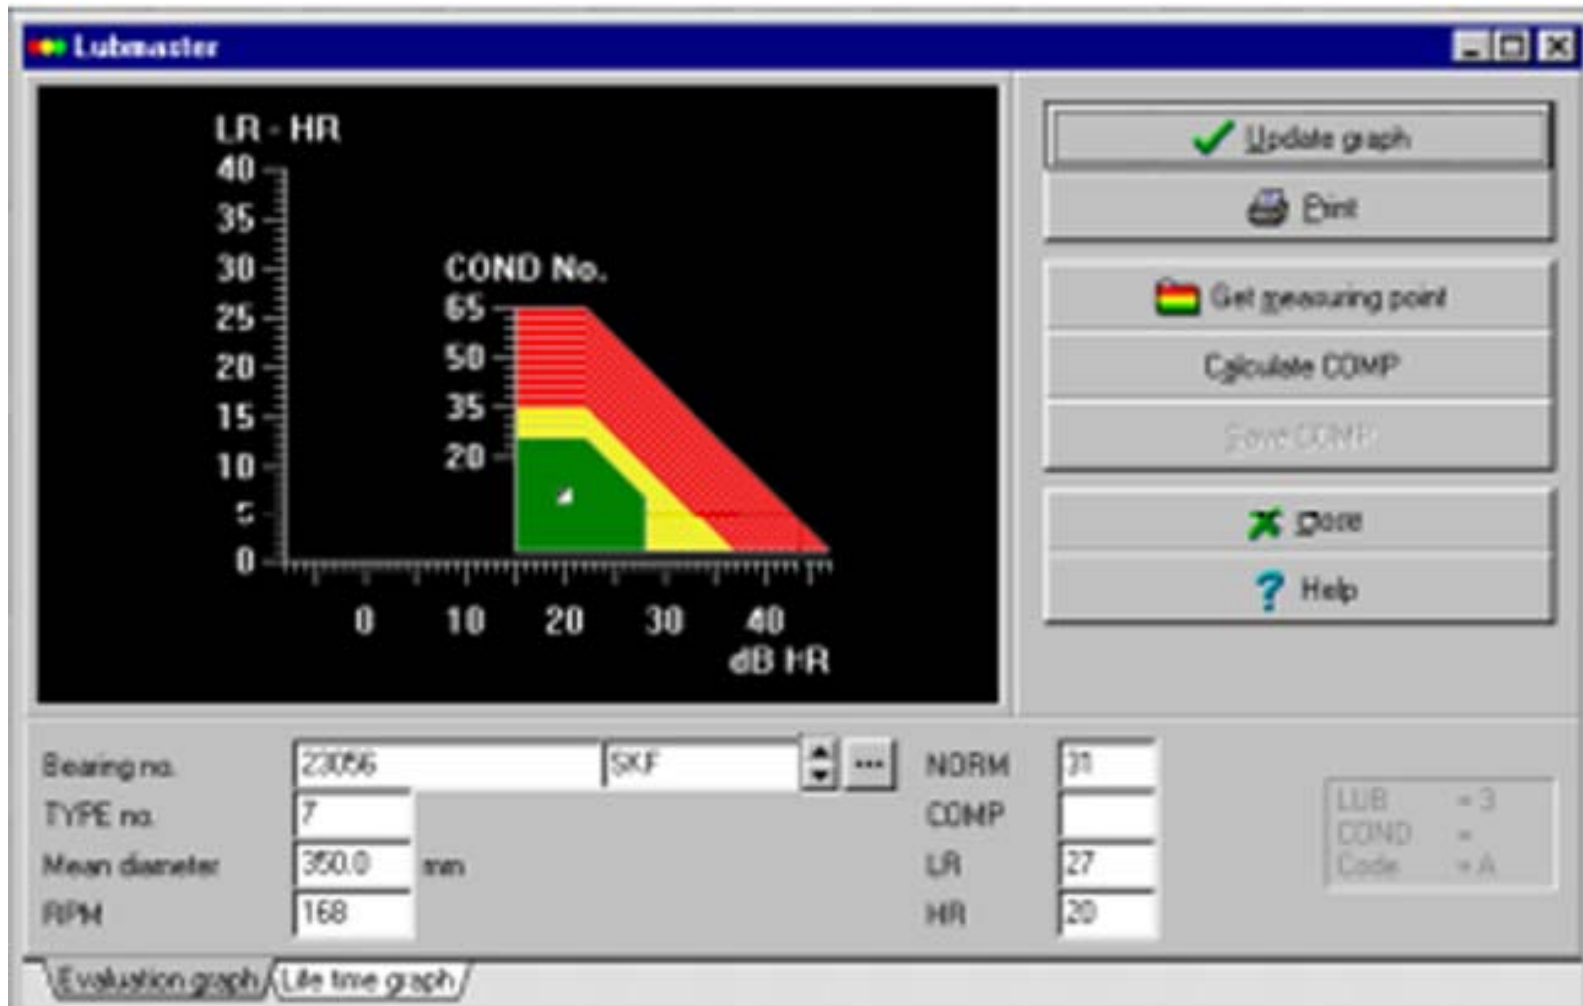 Lubmaster
LR - HR
40
35
30
25
20
15
10
5
0
COND No.
65
50
35
20
0 10 20 30 40
dB HR
Update graph
Print
Get measuring point
Calculate COMP
Save COMP
Close
Help
Bearing no. 23056 SKF ... NORM 31
TYPE no. 7 COMP
Mean diameter 350.0 mm LR 27
RPM 168 HR 20
LUB = 3
COND =
Code = A
Evaluation graph Life time graph